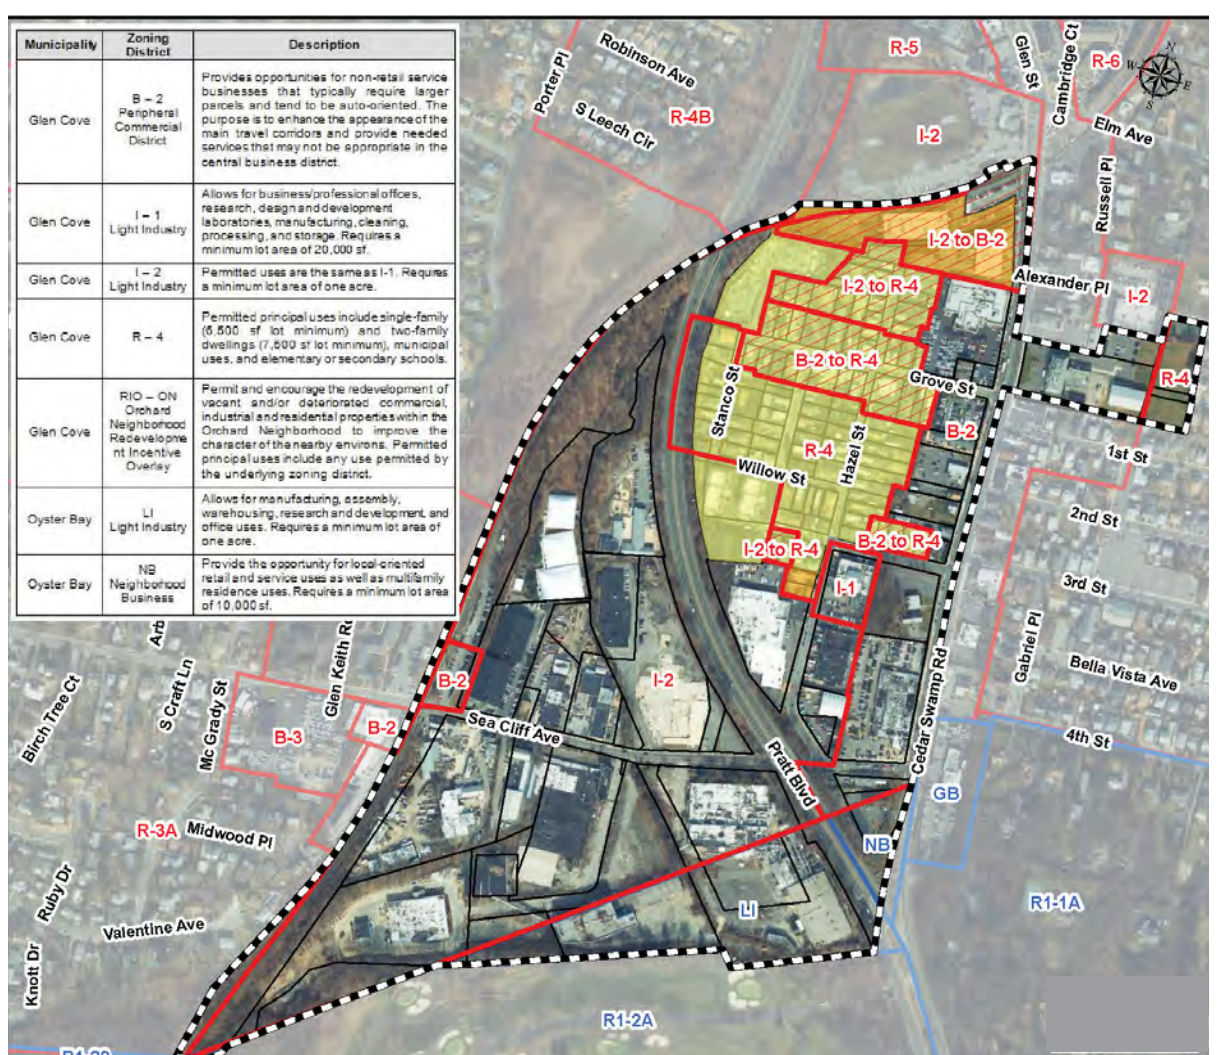 Municipality
Zoning
District
Description
Glen Cove
B – 2
Peripheral
Commercial
District
Provides opportunities for non-retail service
businesses that typically require larger
parcels and tend to be auto-oriented. The
purpose is to enhance the appearance of the
main travel corridors and provide needed
services that may not be appropriate in the
central business district.
Glen Cove
I – 1
Light Industry
Allows for business/professional offices,
research, design and development
laboratories, manufacturing, cleaning,
processing, and storage. Requires a
minimum lot area of 20,000 sf.
Glen Cove
I – 2
Light Industry
Permitted uses are the same as I-1. Requires
a minimum lot area of one acre.
Glen Cove
R – 4
Permitted principal uses include single-family
(6,500 sf lot minimum) and two-family
dwellings (7,500 sf lot minimum), municipal
uses, and elementary or secondary schools.
Glen Cove
RIO – ON
Orchard
Neighborhood
Redevelopme
nt Incentive
Overlay
Permit and encourage the redevelopment of
vacant and/or deteriorated commercial,
industrial and residential properties within the
Orchard Neighborhood to improve the
character of the nearby environs. Permitted
principal uses include any use permitted by
the underlying zoning district.
Oyster Bay
LI
Light Industry
Allows for manufacturing, assembly,
warehousing, research and development, and
office uses. Requires a minimum lot area of
one acre.
Oyster Bay
NB
Neighborhood
Business
Provide the opportunity for local-oriented
retail and service uses as well as multifamily
residence uses. Requires a minimum lot area
of 10,000 sf.
Porter Pl
Robinson Ave
S Leech Cir
R-4B
R-5
Glen St
Cambridge Ct
R-6
N
W
E
S
Elm Ave
I-2
Russell Pl
I-2 to B-2
Alexander Pl
I-2
I-2 to R-4
B-2 to R-4
Grove St
R-4
Stanco St
B-2
R-4
Hazel St
1st St
Willow St
2nd St
I-2 to R-4
B-2 to R-4
I-1
3rd St
Gabriel Pl
Bella Vista Ave
4th St
Cedar Swamp Rd
Arb
S Craft Ln
Mc Grady St
Glen Keith Rd
Birch Tree Ct
B-2
B-3
B-2
I-2
Sea Cliff Ave
Pratt Blvd
GB
NB
R-3A
Midwood Pl
Ruby Dr
Valentine Ave
LI
R1-1A
Knott Dr
R1-2A